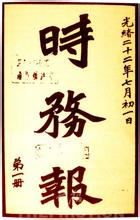 光緒二十二年七月初一日
時務報
第一冊